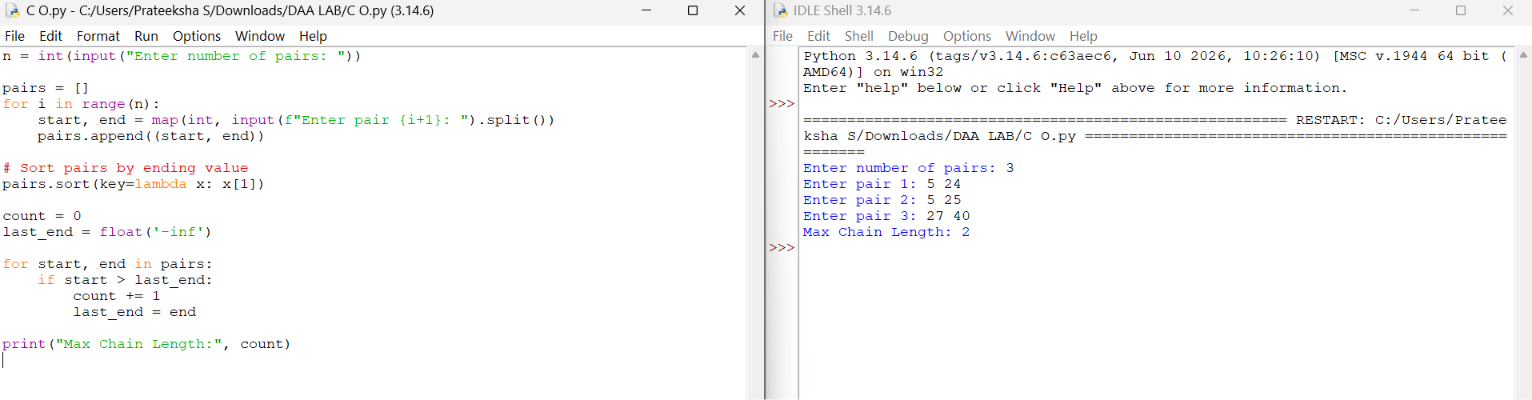 C O.py - C:/Users/Prateeksha S/Downloads/DAA LAB/C O.py (3.14.6)
File Edit Format Run Options Window Help
n = int(input("Enter number of pairs: "))

pairs = []
for i in range(n):
    start, end = map(int, input(f"Enter pair {i+1}: ").split())
    pairs.append((start, end))

# Sort pairs by ending value
pairs.sort(key=lambda x: x[1])

count = 0
last_end = float('-inf')

for start, end in pairs:
    if start > last_end:
        count += 1
        last_end = end

print("Max Chain Length:", count)
IDLE Shell 3.14.6
File Edit Shell Debug Options Window Help
Python 3.14.6 (tags/v3.14.6:c63aec6, Jun 10 2026, 10:26:10) [MSC v.1944 64 bit (
AMD64)] on win32
Enter "help" below or click "Help" above for more information.
>>>
======================================================= RESTART: C:/Users/Pratee
ksha S/Downloads/DAA LAB/C O.py ================================================
=======
Enter number of pairs: 3
Enter pair 1: 5 24
Enter pair 2: 5 25
Enter pair 3: 27 40
Max Chain Length: 2
>>>